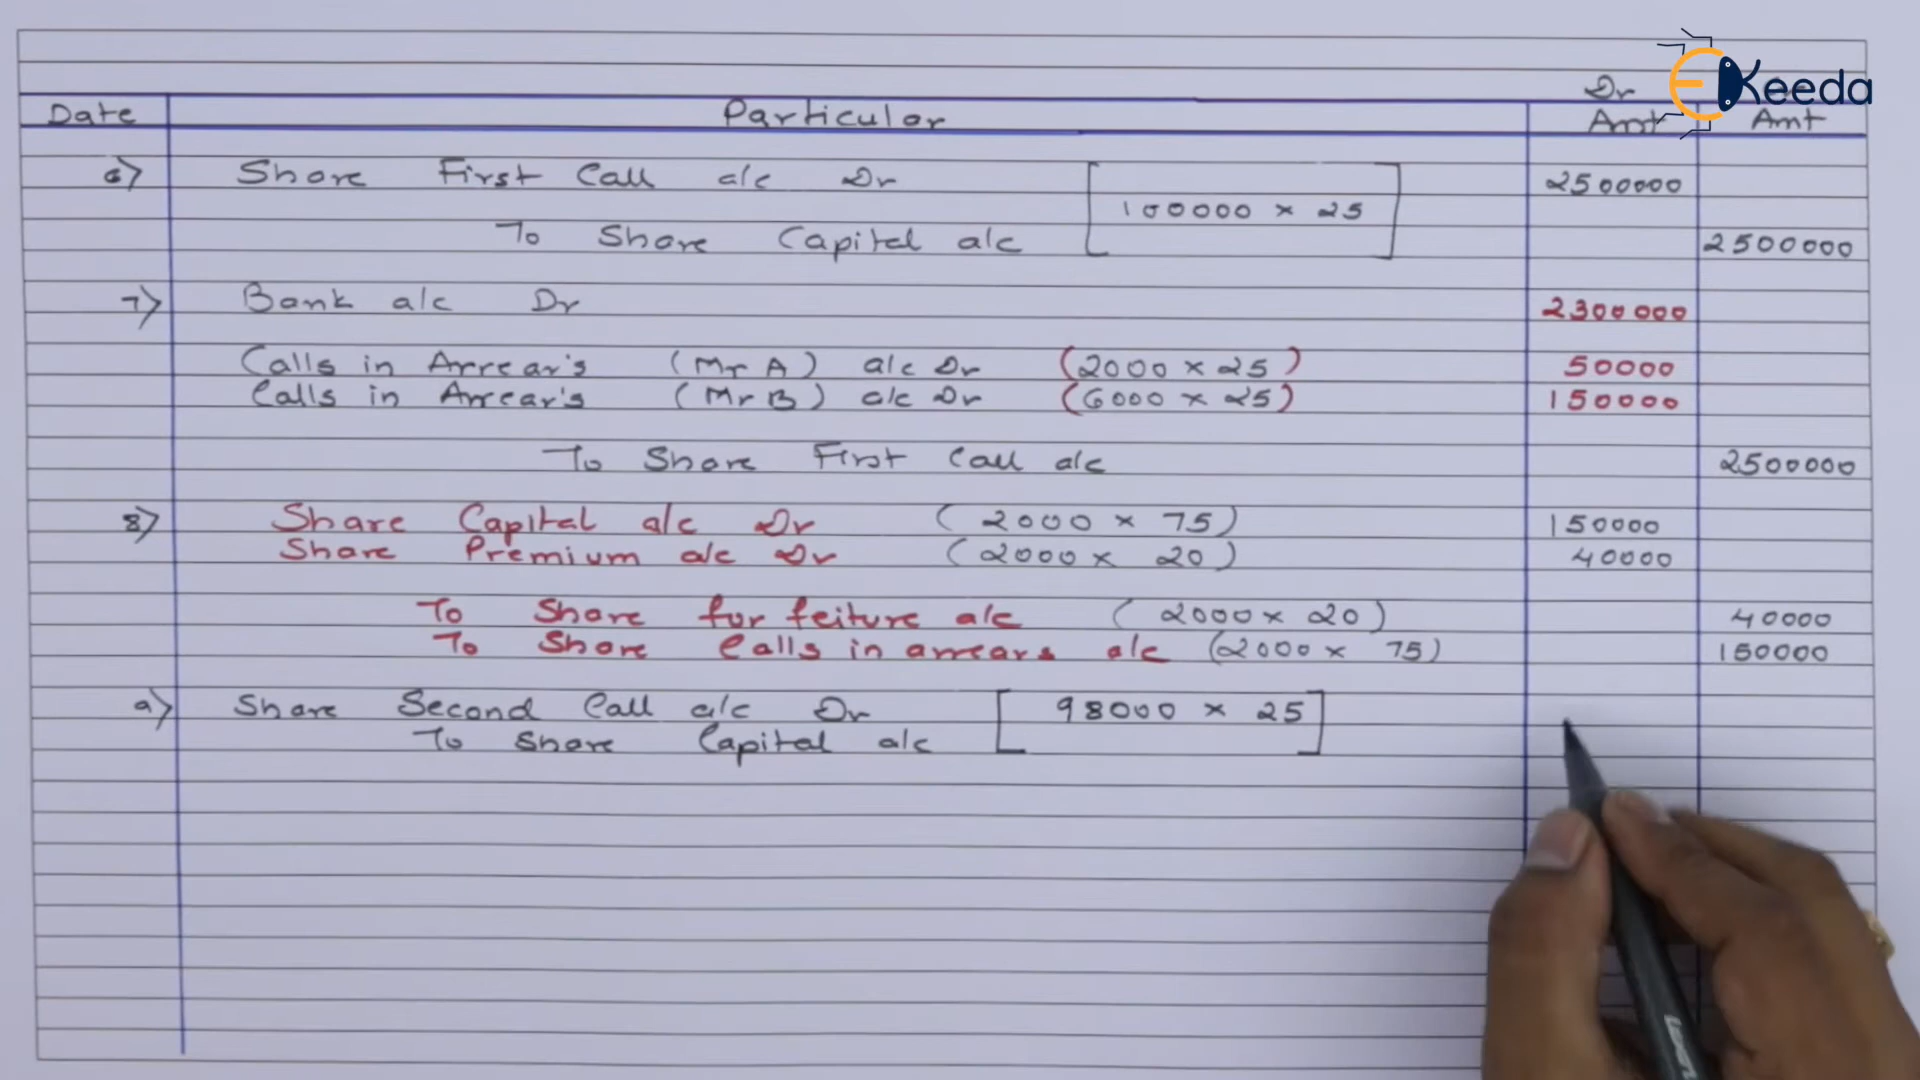 Keeda
Dr
Date Particular Amt Amt
6) Share First Call a/c Dr 2500000
100000 × 25
To Share Capital a/c 2500000
7) Bank a/c Dr 2300000
Calls in Arrear's (Mr A) a/c Dr (2000 × 25) 50000
Calls in Arrear's (Mr B) a/c Dr (6000 × 25) 150000
To Share First Call a/c 2500000
8) Share Capital a/c Dr (2000 × 75) 150000
Share Premium a/c Dr (2000 × 20) 40000
To Share for feiture a/c (2000 × 20) 40000
To Share Calls in arrears a/c (2000 × 75) 150000
9) Share Second Call a/c Dr [98000 × 25]
To Share Capital a/c